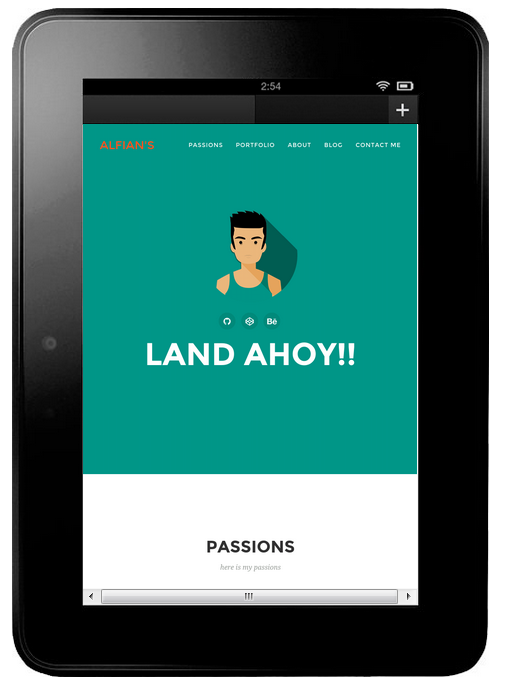 2:54
ALFIAN S PASSIONS PORTFOLIO ABOUT BLOG CONTACT ME
Bē
LAND AHOY!!
PASSIONS
here is my passions